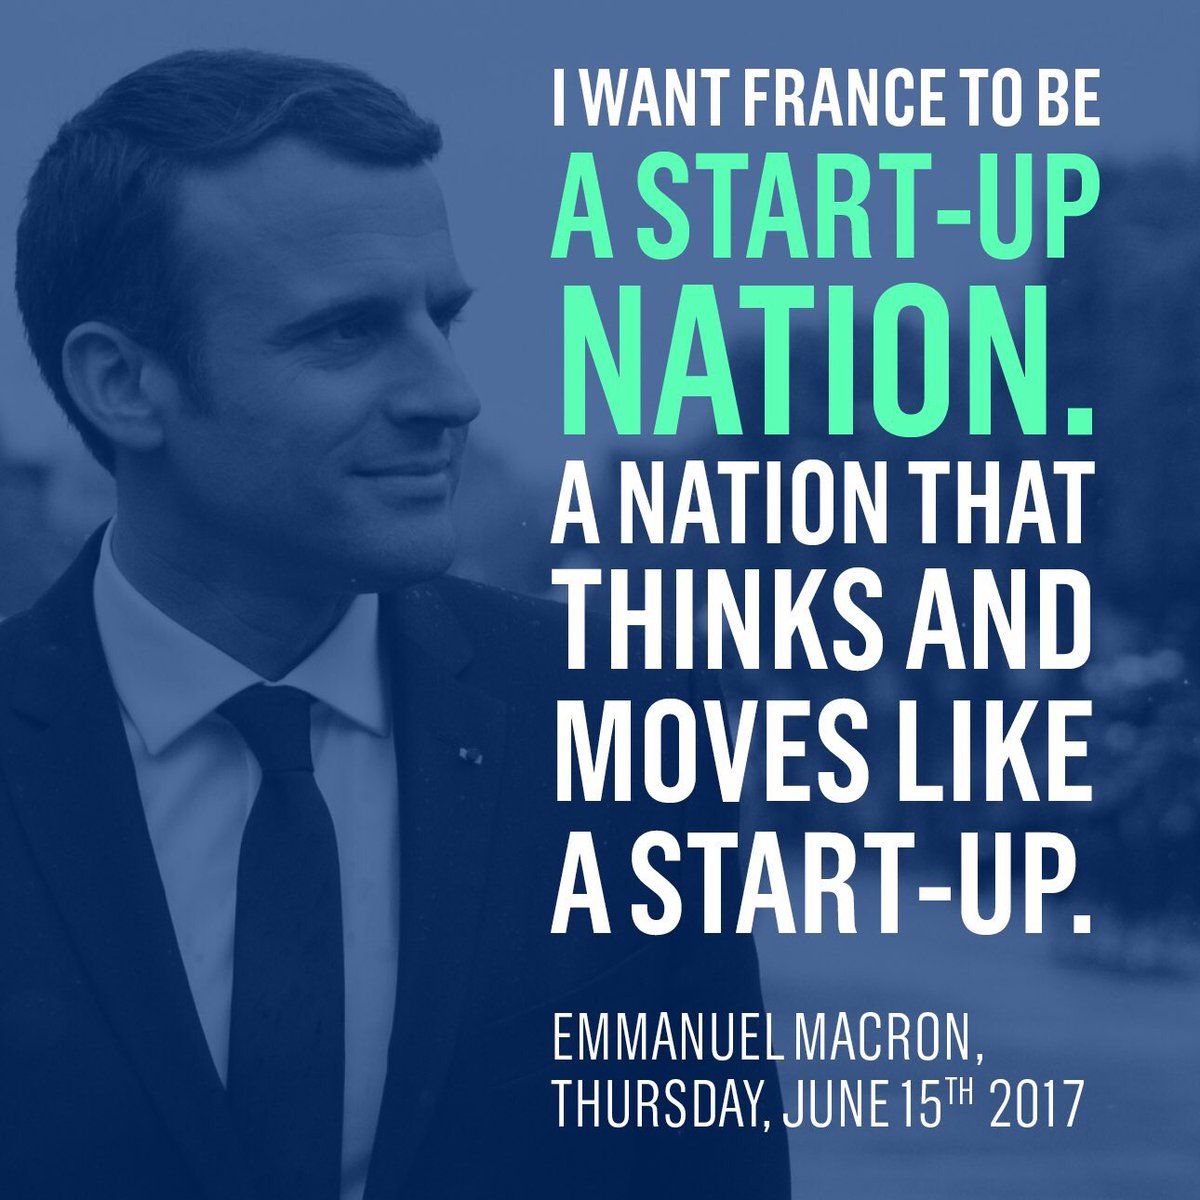 I WANT FRANCE TO BE
A START-UP
NATION.
A NATION THAT
THINKS AND
MOVES LIKE
A START-UP.
EMMANUEL MACRON,
THURSDAY, JUNE 15TH 2017